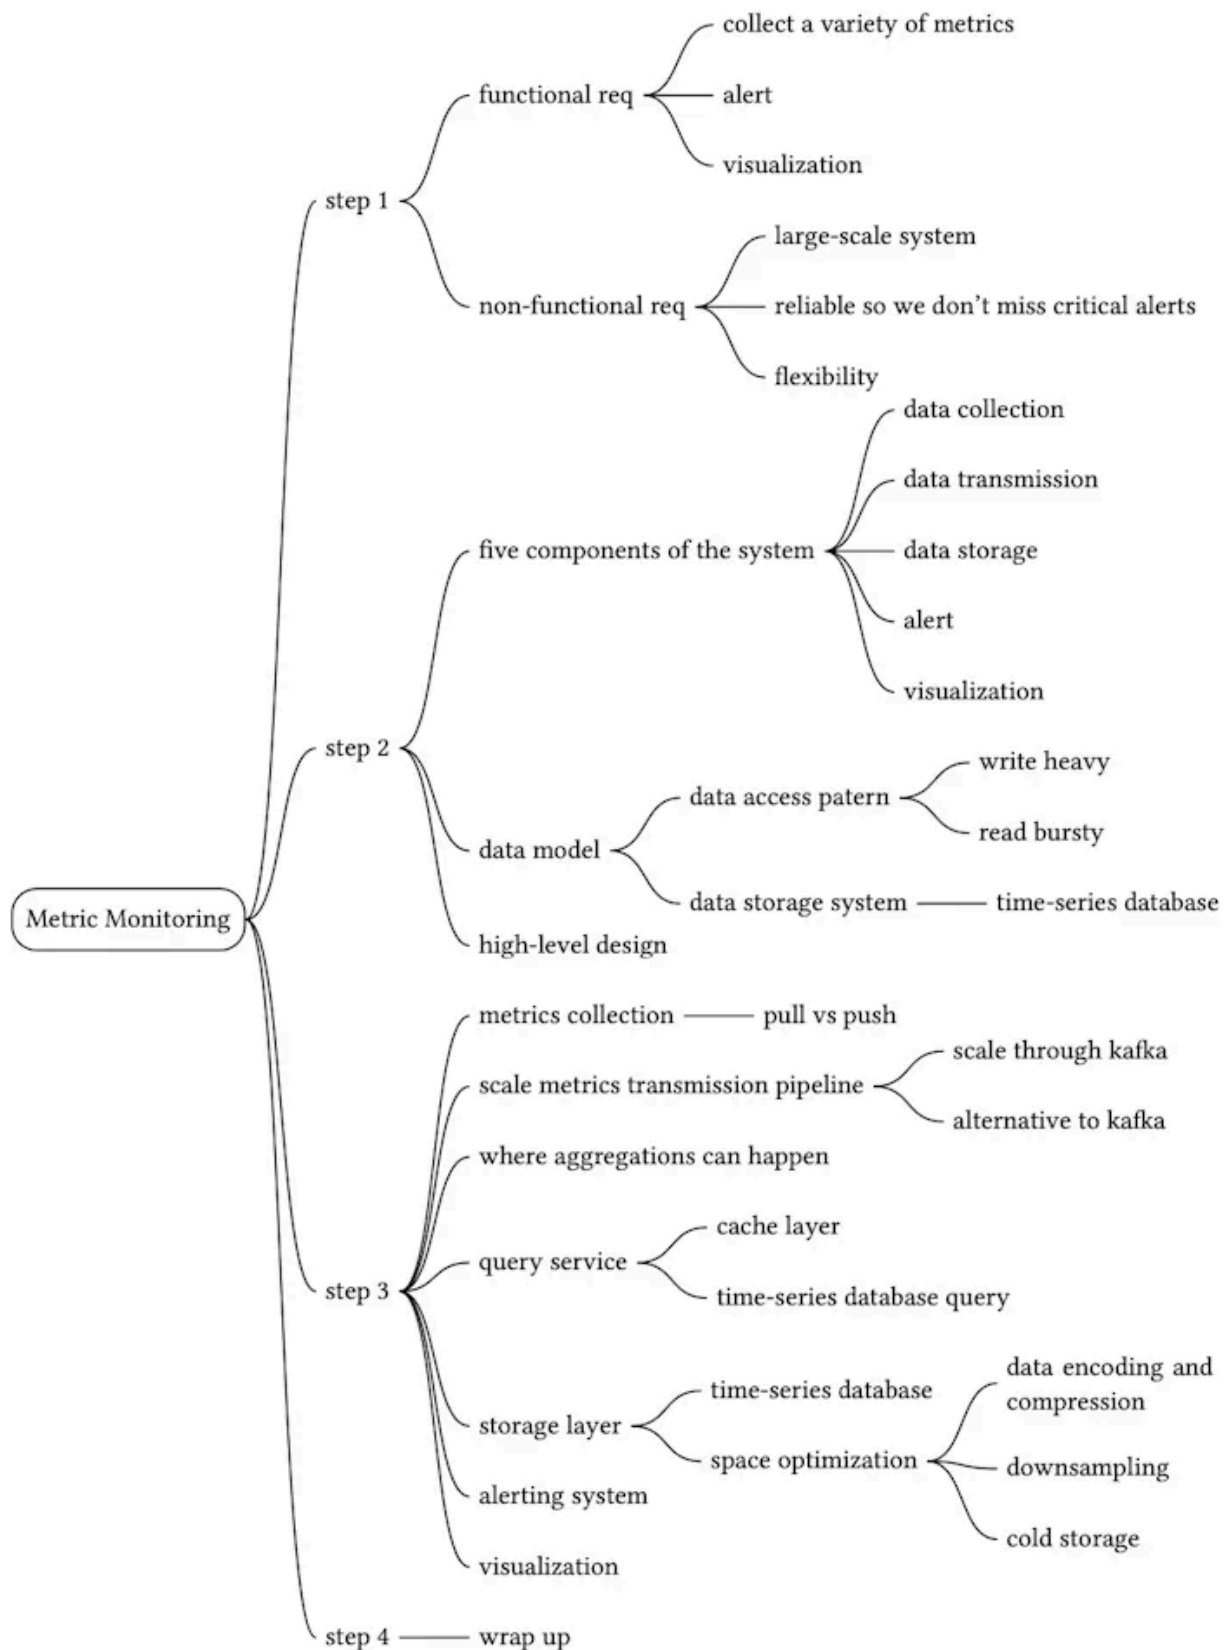 collect a variety of metrics
functional req
alert
visualization
step 1
large-scale system
non-functional req
reliable so we don't miss critical alerts
flexibility
data collection
data transmission
five components of the system
data storage
alert
visualization
step 2
write heavy
data access patern
read bursty
data model
data storage system
time-series database
Metric Monitoring
high-level design
metrics collection
pull vs push
scale through kafka
scale metrics transmission pipeline
alternative to kafka
where aggregations can happen
cache layer
query service
time-series database query
step 3
data encoding and
compression
time-series database
storage layer
space optimization
downsampling
alerting system
cold storage
visualization
step 4
wrap up